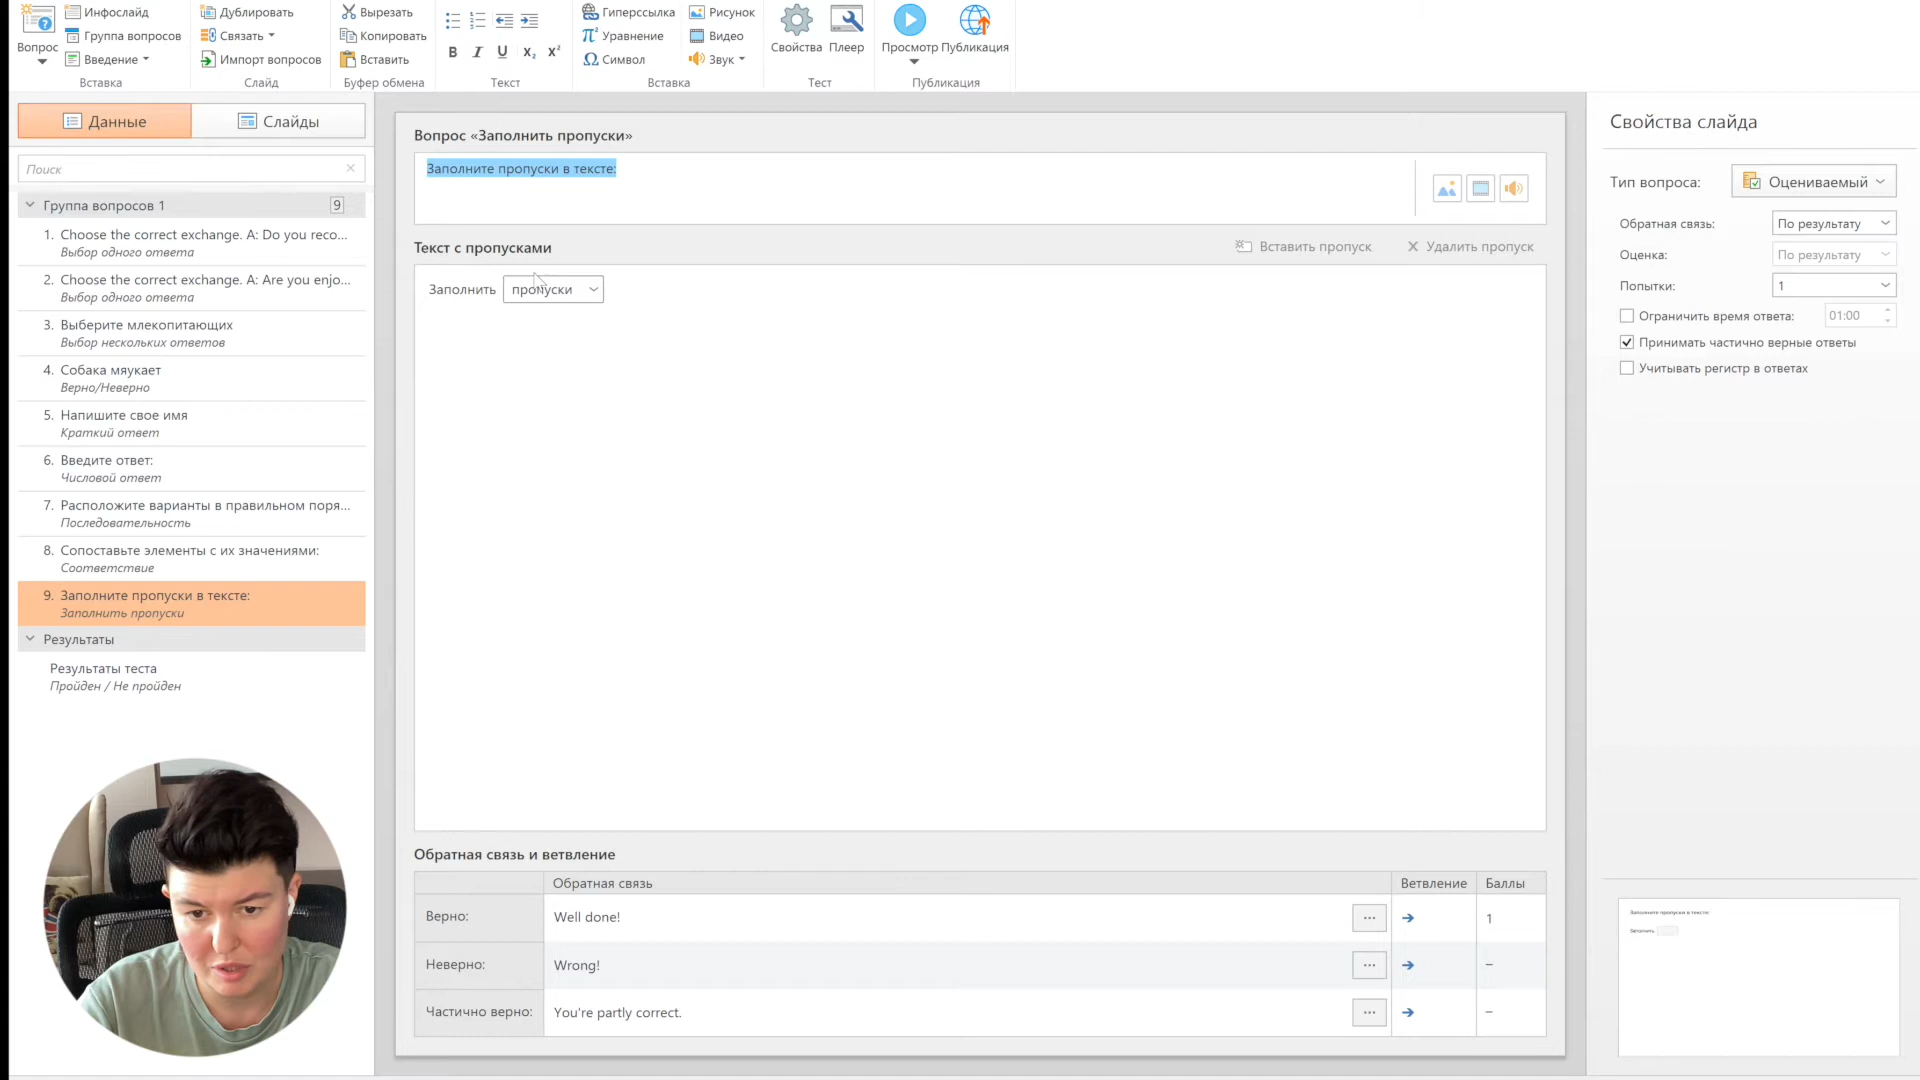 Вопрос
Инфослайд
Группа вопросов
Введение
Вставка
Дублировать
Связать
Импорт вопросов
Слайд
Вырезать
Копировать
Вставить
Буфер обмена
B I U X₂ X²
Текст
Гиперссылка
Уравнение
Символ
Рисунок
Видео
Звук
Вставка
Свойства
Плеер
Тест
Просмотр
Публикация
Публикация
Данные
Слайды
Поиск
Группа вопросов 1
9
1. Choose the correct exchange. A: Do you reco...
Выбор одного ответа
2. Choose the correct exchange. A: Are you enjo...
Выбор одного ответа
3. Выберите млекопитающих
Выбор нескольких ответов
4. Собака мяукает
Верно/Неверно
5. Напишите свое имя
Краткий ответ
6. Введите ответ:
Числовой ответ
7. Расположите варианты в правильном поря...
Последовательность
8. Сопоставьте элементы с их значениями:
Соответствие
9. Заполните пропуски в тексте:
Заполнить пропуски
Результаты
Результаты теста
Пройден / Не пройден
Вопрос «Заполнить пропуски»
Заполните пропуски в тексте:
Текст с пропусками
Вставить пропуск
Удалить пропуск
Заполнить пропуски
Обратная связь и ветвление
Обратная связь Ветвление Баллы
Верно: Well done! ... 1
Неверно: Wrong! ... –
Частично верно: You're partly correct. ... –
Свойства слайда
Тип вопроса: Оцениваемый
Обратная связь: По результату
Оценка: По результату
Попытки: 1
Ограничить время ответа: 01:00
Принимать частично верные ответы
Учитывать регистр в ответах
Заполните пропуски в тексте:
Заполнить